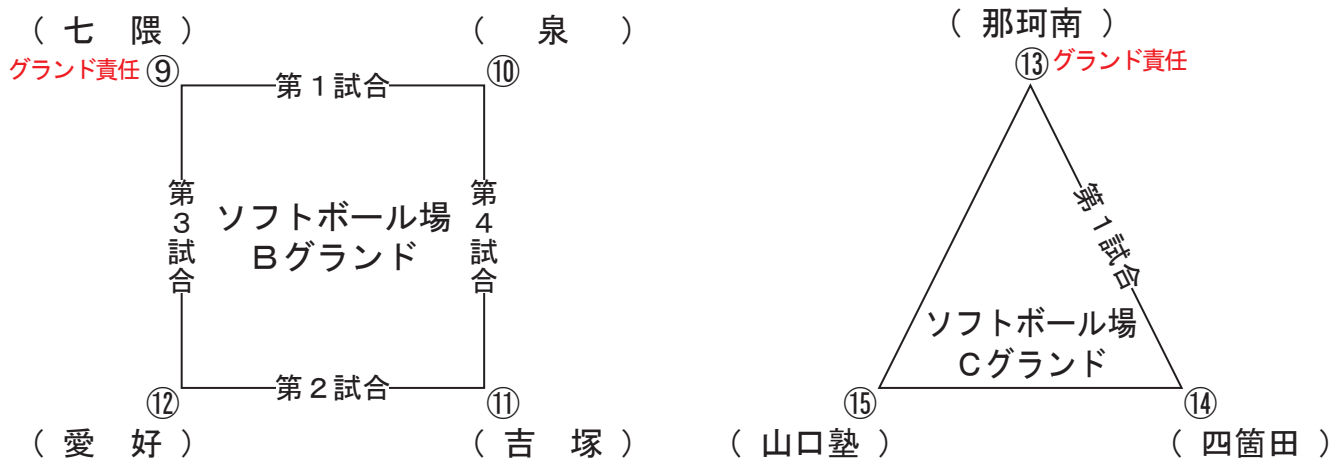 （ 七　隈 ）
グランド責任 ⑨
第１試合
（ 　泉　 ）
⑩
第３試合
ソフトボール場
Ｂグランド
第４試合
⑫
第２試合
⑪
（ 愛　好 ）
（ 吉　塚 ）
（ 那珂南 ）
⑬ グランド責任
第１試合
ソフトボール場
Ｃグランド
⑮
⑭
（ 山口塾 ）
（ 四箇田 ）